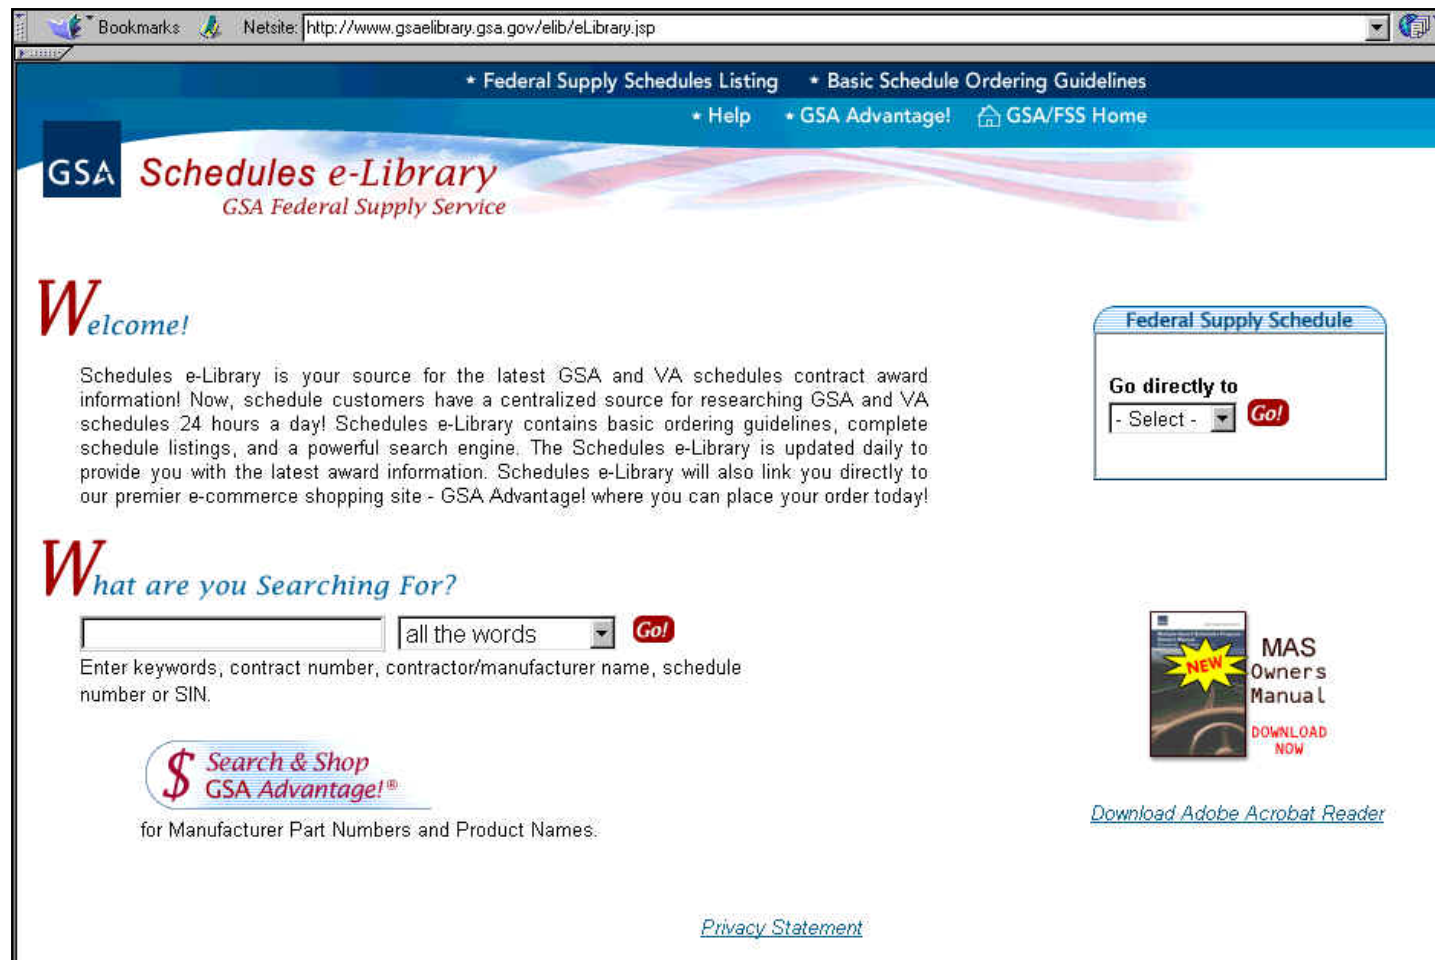 Bookmarks Netsite: http://www.gsaelibrary.gsa.gov/elib/eLibrary.jsp
* Federal Supply Schedules Listing * Basic Schedule Ordering Guidelines
* Help * GSA Advantage! GSA/FSS Home
GSA Schedules e-Library
GSA Federal Supply Service
Welcome!
Federal Supply Schedule
Schedules e-Library is your source for the latest GSA and VA schedules contract award
information! Now, schedule customers have a centralized source for researching GSA and VA
schedules 24 hours a day! Schedules e-Library contains basic ordering guidelines, complete
schedule listings, and a powerful search engine. The Schedules e-Library is updated daily to
provide you with the latest award information. Schedules e-Library will also link you directly to
our premier e-commerce shopping site - GSA Advantage! where you can place your order today!
Go directly to
- Select - Go!
What are you Searching For?
all the words Go!
Enter keywords, contract number, contractor/manufacturer name, schedule
number or SIN.
NEW
MAS
Owners
Manual
DOWNLOAD
NOW
$ Search & Shop
GSA Advantage!®
for Manufacturer Part Numbers and Product Names.
Download Adobe Acrobat Reader
Privacy Statement